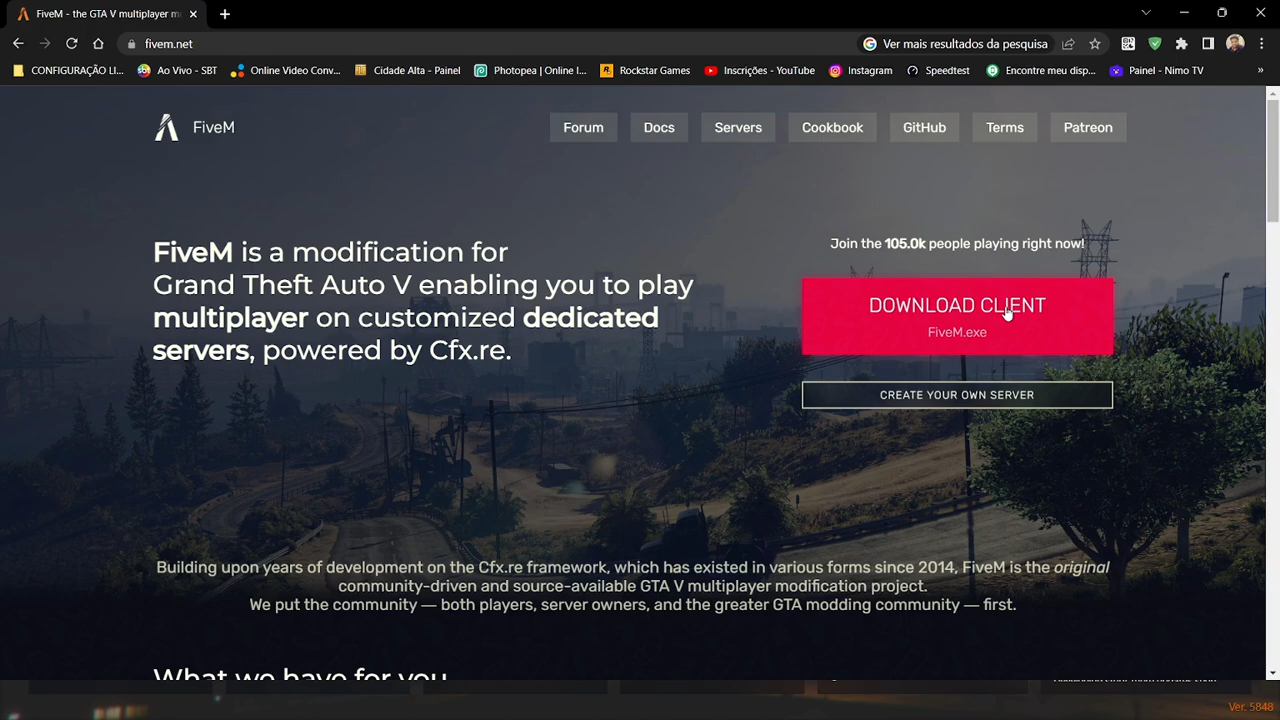 FiveM - the GTA V multiplayer m
fivem.net
Ver mais resultados da pesquisa
CONFIGURAÇÃO LI...
Ao Vivo - SBT
Online Video Conv...
Cidade Alta - Painel
Photopea | Online I...
Rockstar Games
Inscrições - YouTube
Instagram
Speedtest
Encontre meu disp...
Painel - Nimo TV
FiveM
Forum
Docs
Servers
Cookbook
GitHub
Terms
Patreon
FiveM is a modification for
Grand Theft Auto V enabling you to play
multiplayer on customized dedicated
servers, powered by Cfx.re.
Join the 105.0k people playing right now!
DOWNLOAD CLIENT
FiveM.exe
CREATE YOUR OWN SERVER
Building upon years of development on the Cfx.re framework, which has existed in various forms since 2014, FiveM is the original
community-driven and source-available GTA V multiplayer modification project.
We put the community — both players, server owners, and the greater GTA modding community — first.
What we have for you
Ver. 5848